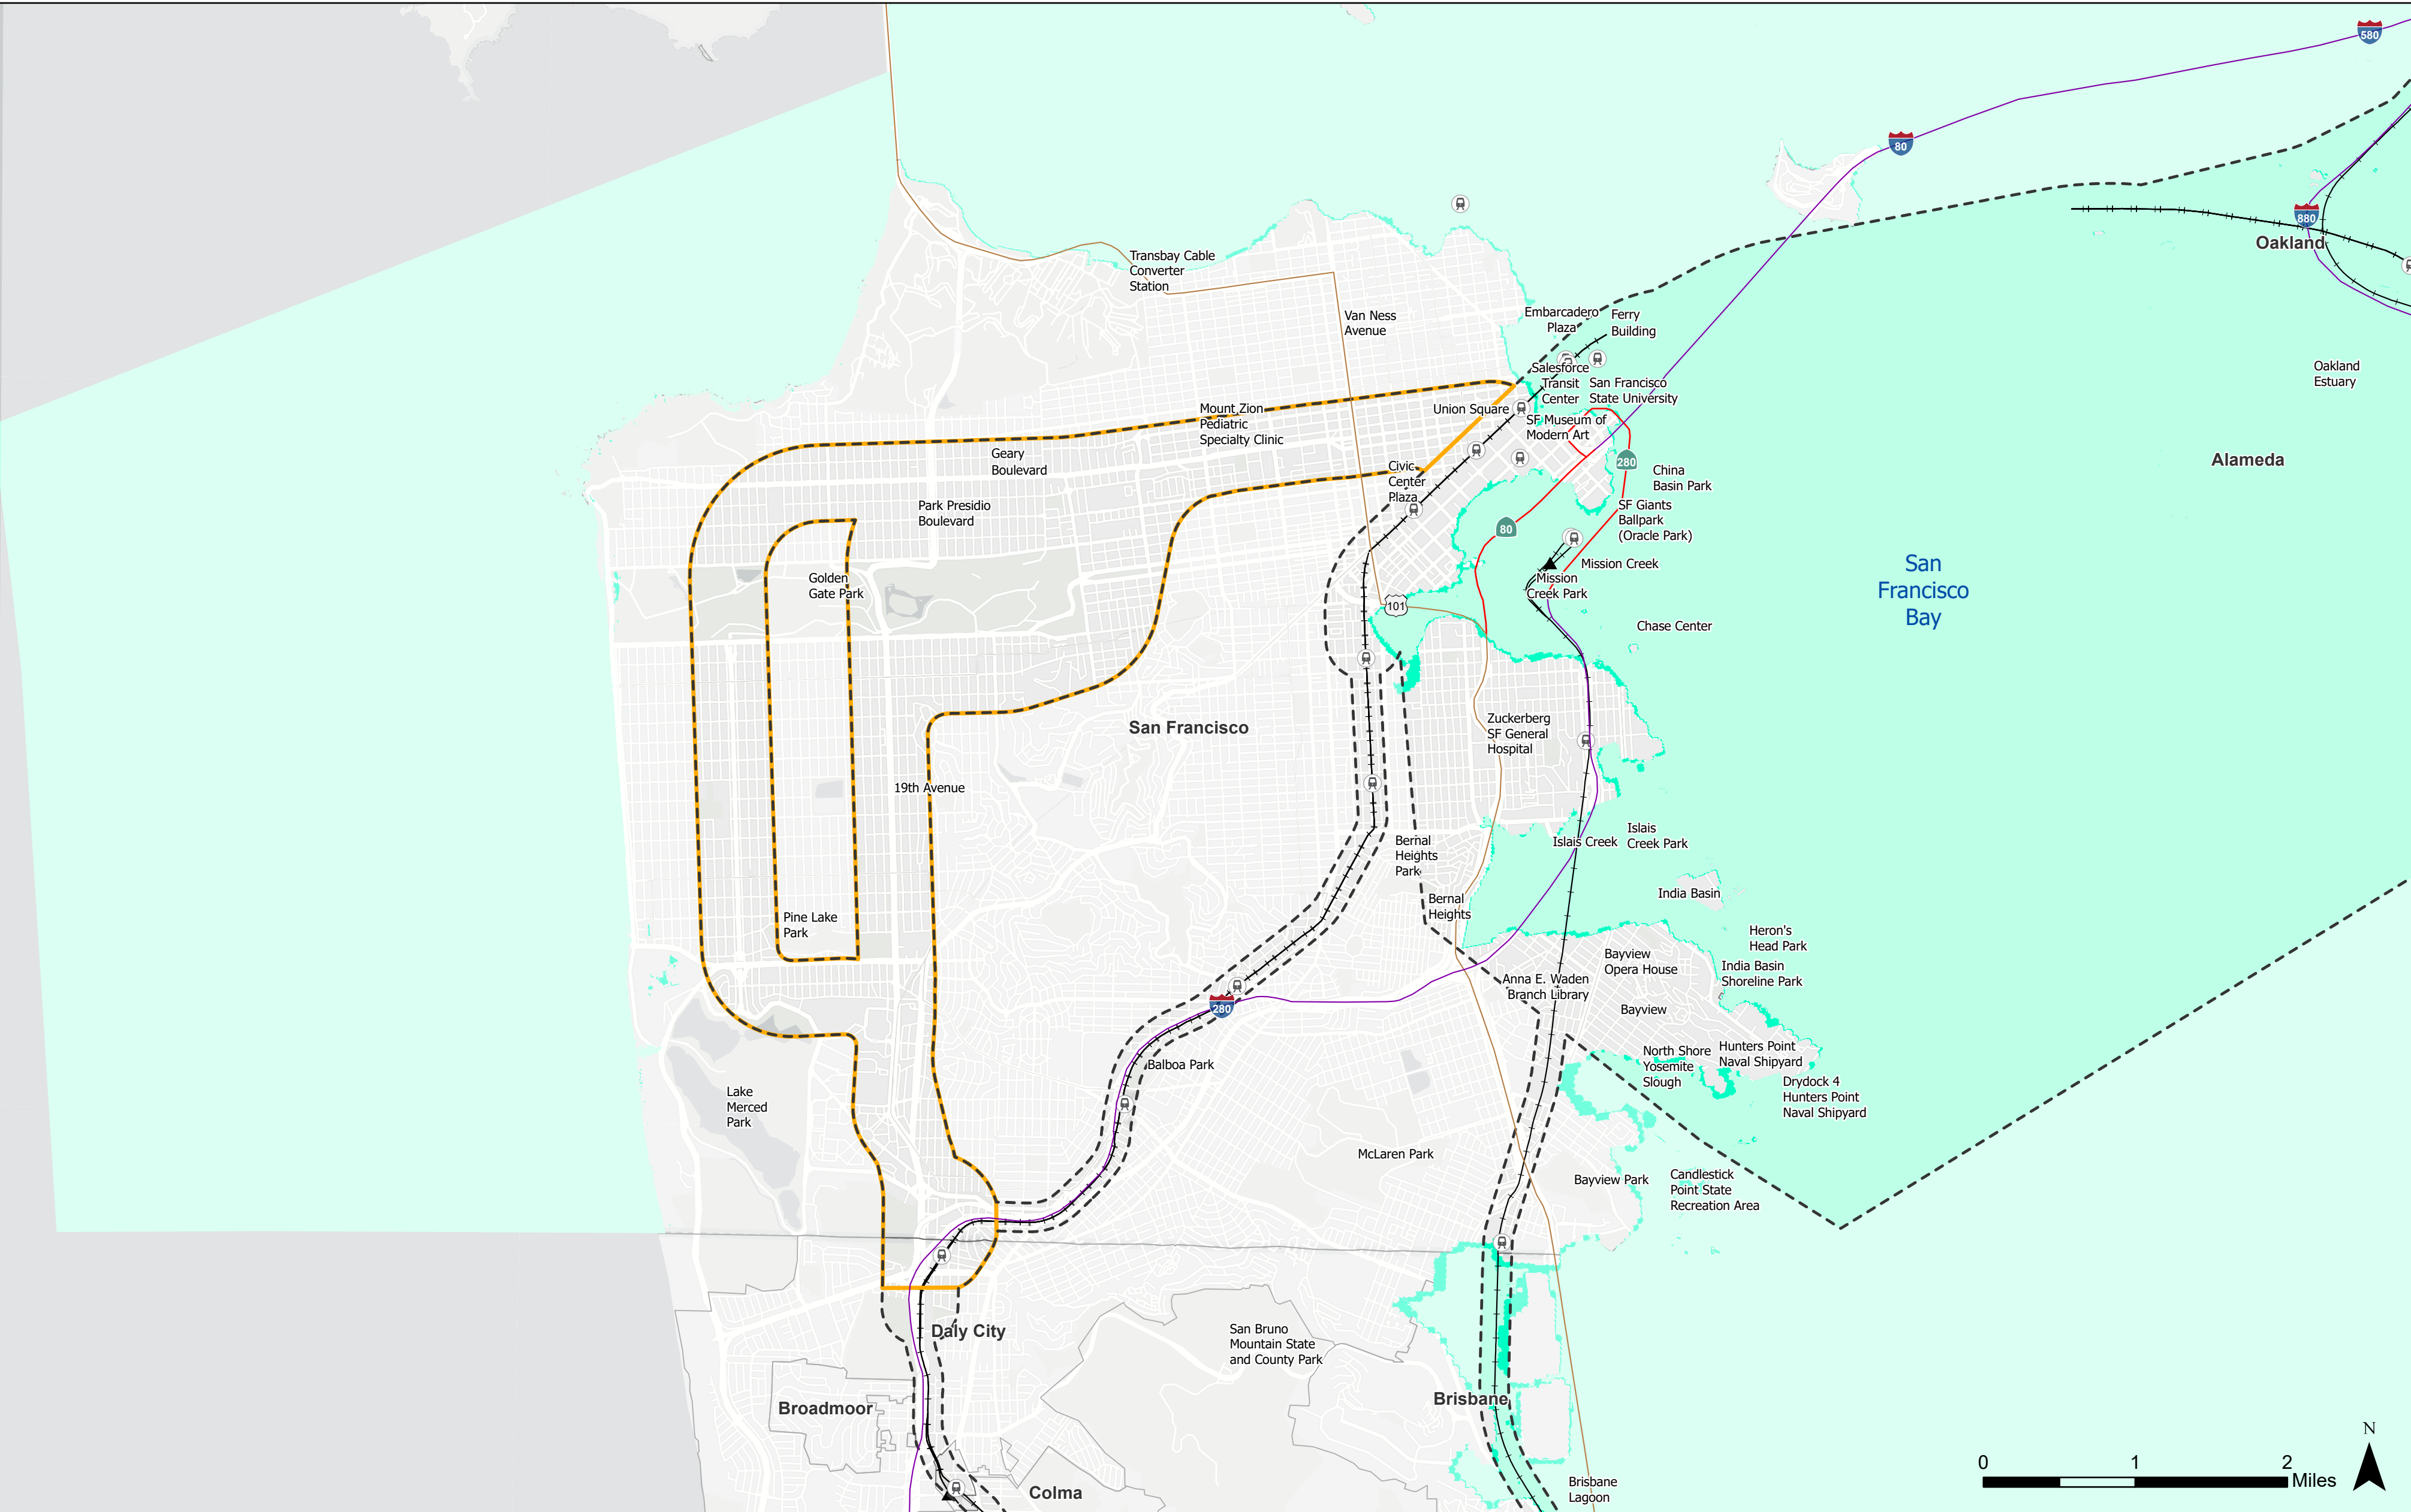 580
80
880
Oakland
Transbay Cable
Converter
Station
Van Ness
Avenue
Embarcadero
Plaza
Ferry
Building
Salesforce
Transit
Center
San Francisco
State University
Oakland
Estuary
Mount Zion
Pediatric
Specialty Clinic
Union Square
SF Museum of
Modern Art
Geary
Boulevard
Civic
Center
Plaza
280
China
Basin Park
Alameda
Park Presidio
Boulevard
SF Giants
Ballpark
(Oracle Park)
80
Mission Creek
Mission
Creek Park
Golden
Gate Park
101
San
Francisco
Bay
Chase Center
San Francisco
Zuckerberg
SF General
Hospital
19th Avenue
Bernal
Heights
Park
Islais Creek
Islais
Creek Park
Bernal
Heights
India Basin
Pine Lake
Park
Heron's
Head Park
Bayview
Opera House
India Basin
Shoreline Park
Anna E. Waden
Branch Library
280
Bayview
Balboa Park
North Shore
Yosemite
Slough
Hunters Point
Naval Shipyard
Drydock 4
Hunters Point
Naval Shipyard
Lake
Merced
Park
McLaren Park
Bayview Park
Candlestick
Point State
Recreation Area
Daly City
San Bruno
Mountain State
and County Park
Broadmoor
Brisbane
Colma
Brisbane
Lagoon
N
0 1 2
Miles